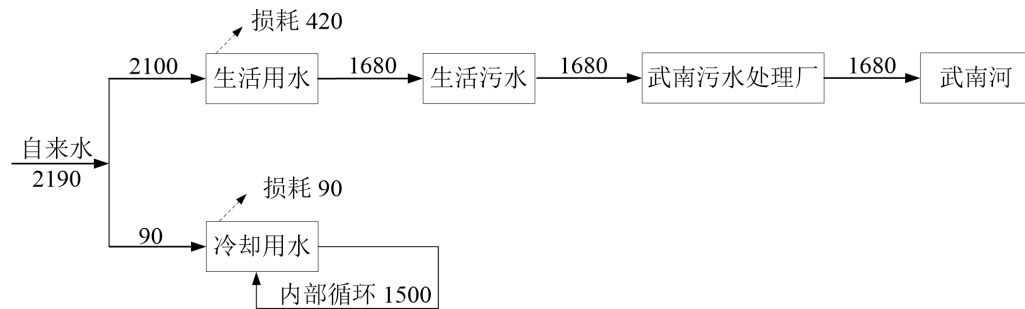 损耗 420
2100
生活用水
1680
生活污水
1680
武南污水处理厂
1680
武南河
自来水
2190
损耗 90
90
冷却用水
内部循环 1500